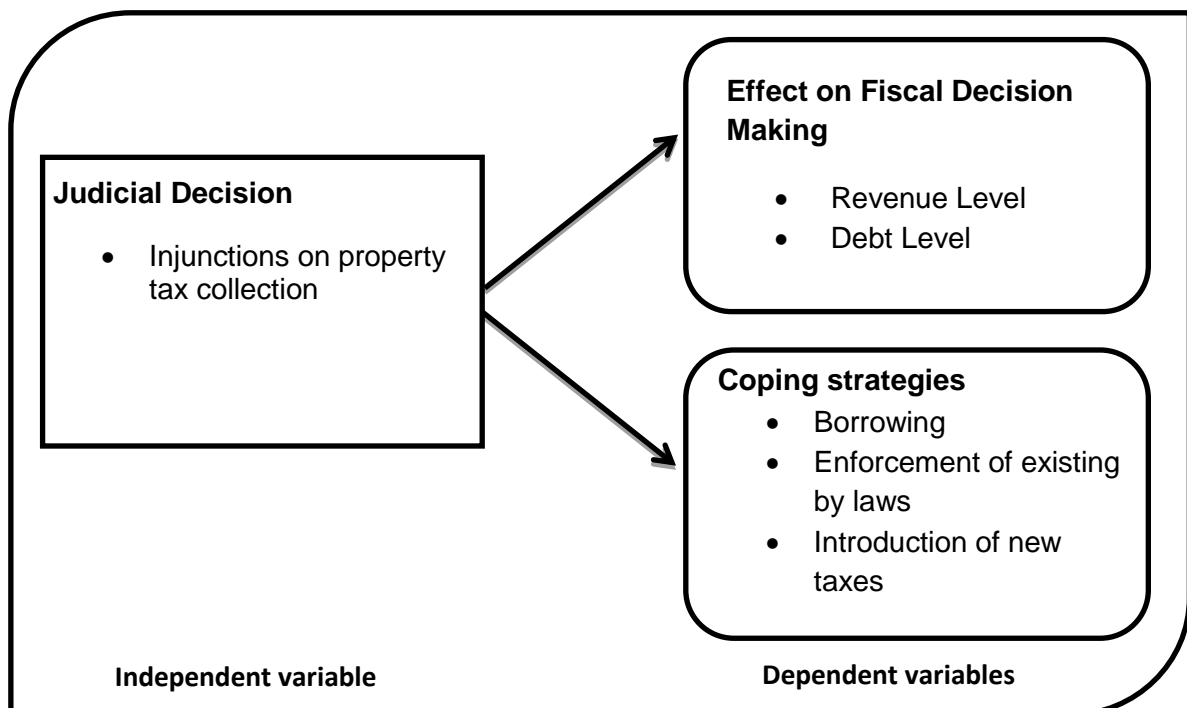 Judicial Decision
• Injunctions on property
tax collection
Effect on Fiscal Decision
Making
• Revenue Level
• Debt Level
Coping strategies
• Borrowing
• Enforcement of existing
by laws
• Introduction of new
taxes
Independent variable
Dependent variables